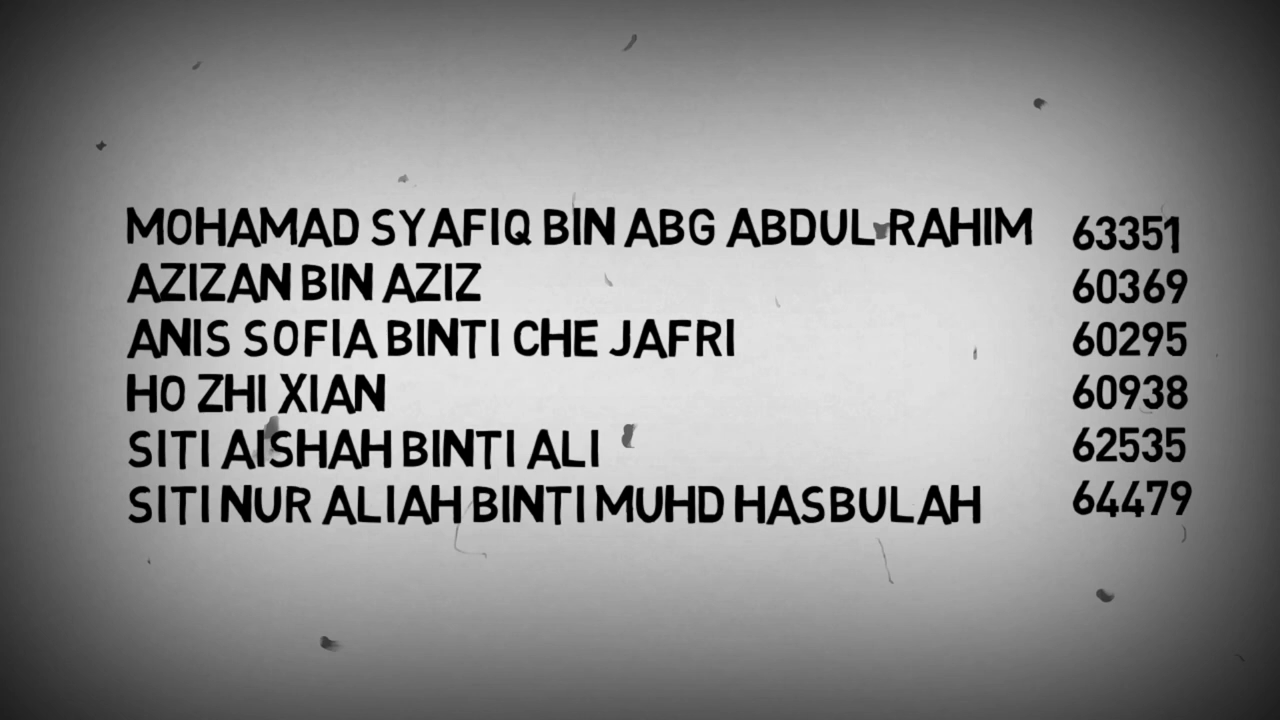 MOHAMAD SYAFIQ BIN ABG ABDUL RAHIM 63351
AZIZAN BIN AZIZ 60369
ANIS SOFIA BINTI CHE JAFRI 60295
HO ZHI XIAN 60938
SITI AISHAH BINTI ALI 62535
SITI NUR ALIAH BINTI MUHD HASBULAH 64479